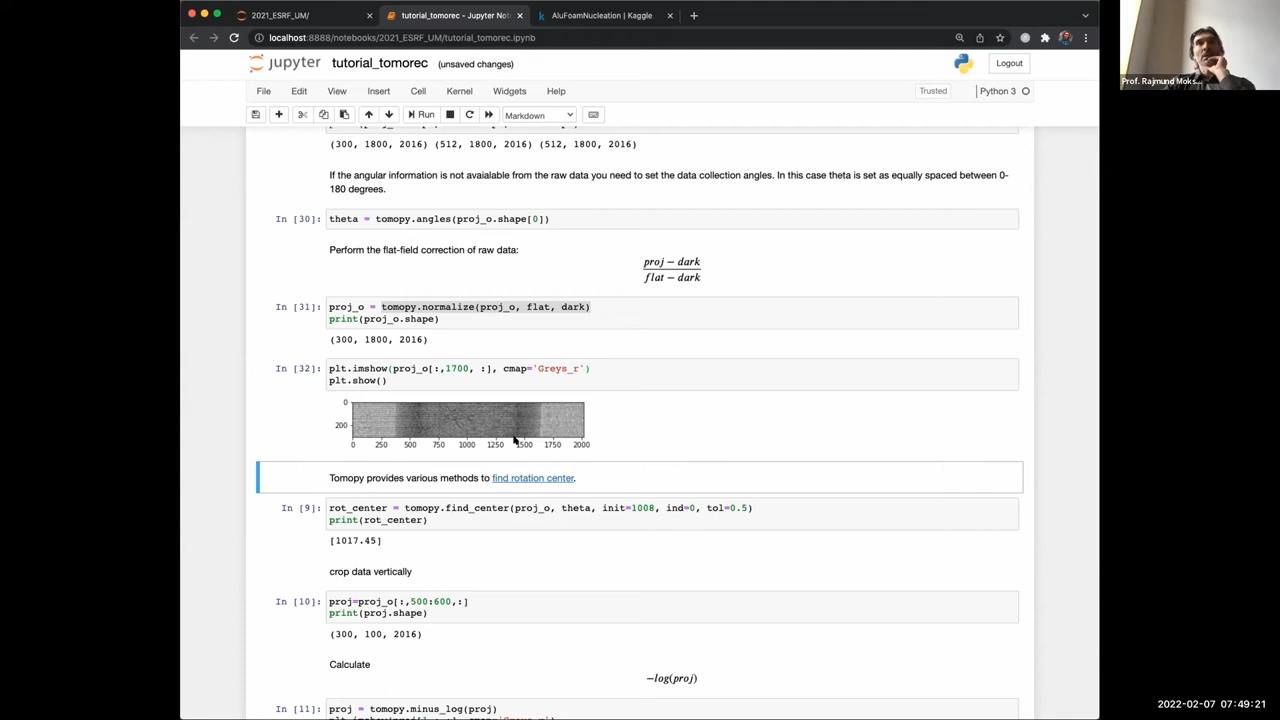 2021_ESRF_UM/
tutorial_tomorec - Jupyter Not
AluFoamNucleation | Kaggle
localhost:8888/notebooks/2021_ESRF_UM/tutorial_tomorec.ipynb
jupyter tutorial_tomorec (unsaved changes)
Logout
File Edit View Insert Cell Kernel Widgets Help
Trusted
Python 3
Run
Markdown
(300, 1800, 2016) (512, 1800, 2016) (512, 1800, 2016)
If the angular information is not avaialable from the raw data you need to set the data collection angles. In this case theta is set as equally spaced between 0-
180 degrees.
In [30]: theta = tomopy.angles(proj_o.shape[0])
Perform the flat-field correction of raw data:
proj − dark
flat − dark
In [31]: proj_o = tomopy.normalize(proj_o, flat, dark)
print(proj_o.shape)
(300, 1800, 2016)
In [32]: plt.imshow(proj_o[:,1700, :], cmap='Greys_r')
plt.show()
0
200
0 250 500 750 1000 1250 1500 1750 2000
Tomopy provides various methods to find rotation center.
In [9]: rot_center = tomopy.find_center(proj_o, theta, init=1008, ind=0, tol=0.5)
print(rot_center)
[1017.45]
crop data vertically
In [10]: proj=proj_o[:,500:600,:]
print(proj.shape)
(300, 100, 2016)
Calculate
−log(proj)
In [11]: proj = tomopy.minus_log(proj)
Prof. Rajmund Moks...
2022-02-07 07:49:21